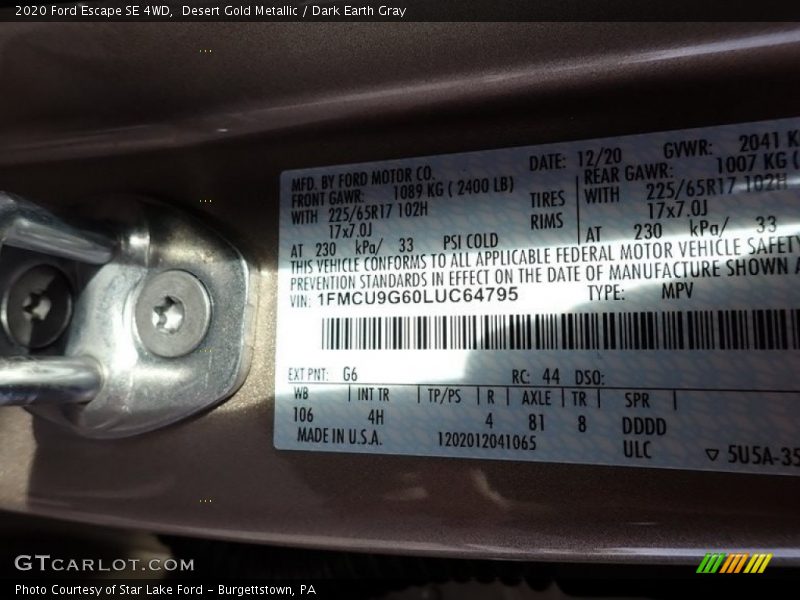 2020 Ford Escape SE 4WD, Desert Gold Metallic / Dark Earth Gray
MFD. BY FORD MOTOR CO. DATE: 12/20 GVWR: 2041 K
FRONT GAWR: 1089 KG ( 2400 LB) REAR GAWR: 1007 KG (
WITH 225/65R17 102H TIRES WITH 225/65R17 102H
17x7.0J RIMS 17x7.0J
AT 230 kPa/ 33 PSI COLD AT 230 kPa/ 33
THIS VEHICLE CONFORMS TO ALL APPLICABLE FEDERAL MOTOR VEHICLE SAFETY
PREVENTION STANDARDS IN EFFECT ON THE DATE OF MANUFACTURE SHOWN A
VIN: 1FMCU9G60LUC64795 TYPE: MPV
EXT PNT: G6 RC: 44 DSO:
WB INT TR TP/PS R AXLE TR SPR
106 4H 4 81 8 DDDD
MADE IN U.S.A. 1202012041065 ULC ▽ 5U5A-35
GTCARLOT.COM
Photo Courtesy of Star Lake Ford - Burgettstown, PA